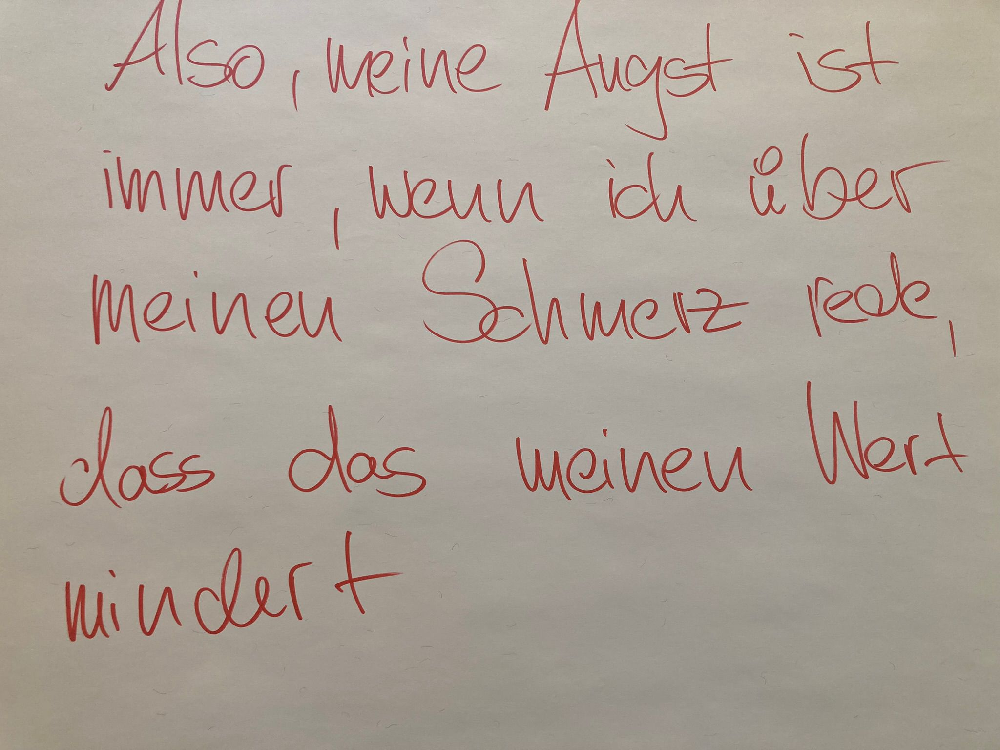 Also, meine Angst ist
immer, wenn ich über
meinen Schmerz rede,
dass das meinen Wert
mindert